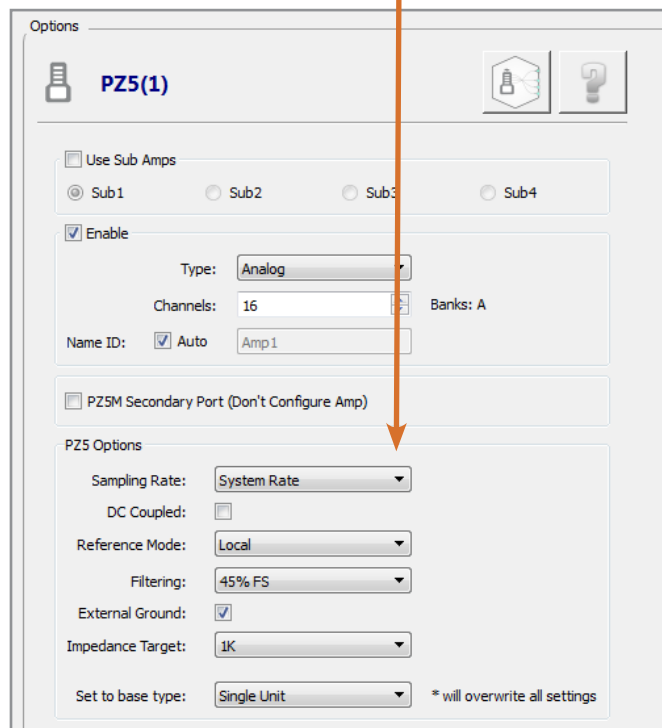 Options
PZ5(1)
?
Use Sub Amps
Sub1 Sub2 Sub3 Sub4
Enable
Type: Analog
Channels: 16 Banks: A
Name ID: Auto Amp1
PZ5M Secondary Port (Don't Configure Amp)
PZ5 Options
Sampling Rate: System Rate
DC Coupled:
Reference Mode: Local
Filtering: 45% FS
External Ground:
Impedance Target: 1K
Set to base type: Single Unit * will overwrite all settings